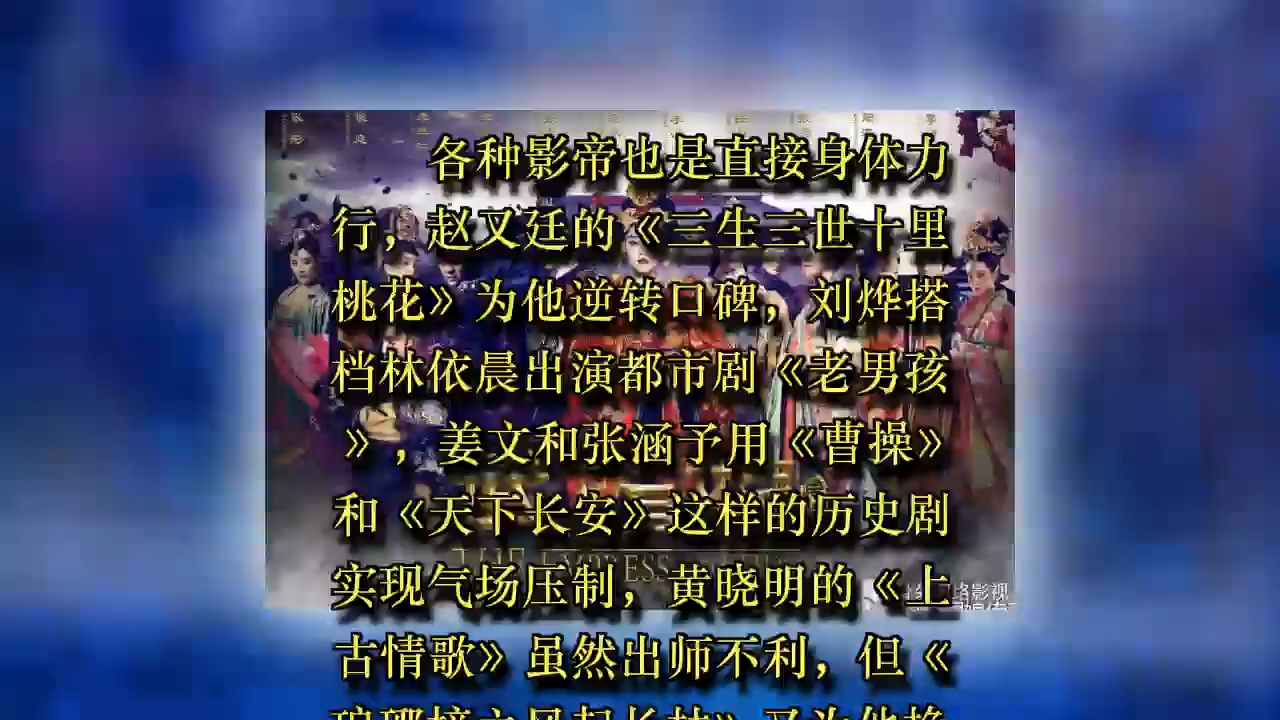 各种影帝也是直接身体力
行，赵又廷的《三生三世十里
桃花》为他逆转口碑，刘烨搭
档林依晨出演都市剧《老男孩
》，姜文和张涵予用《曹操》
和《天下长安》这样的历史剧
THE EMPRESS
实现气场压制，黄晓明的《上
影视
古情歌》虽然出师不利，但《